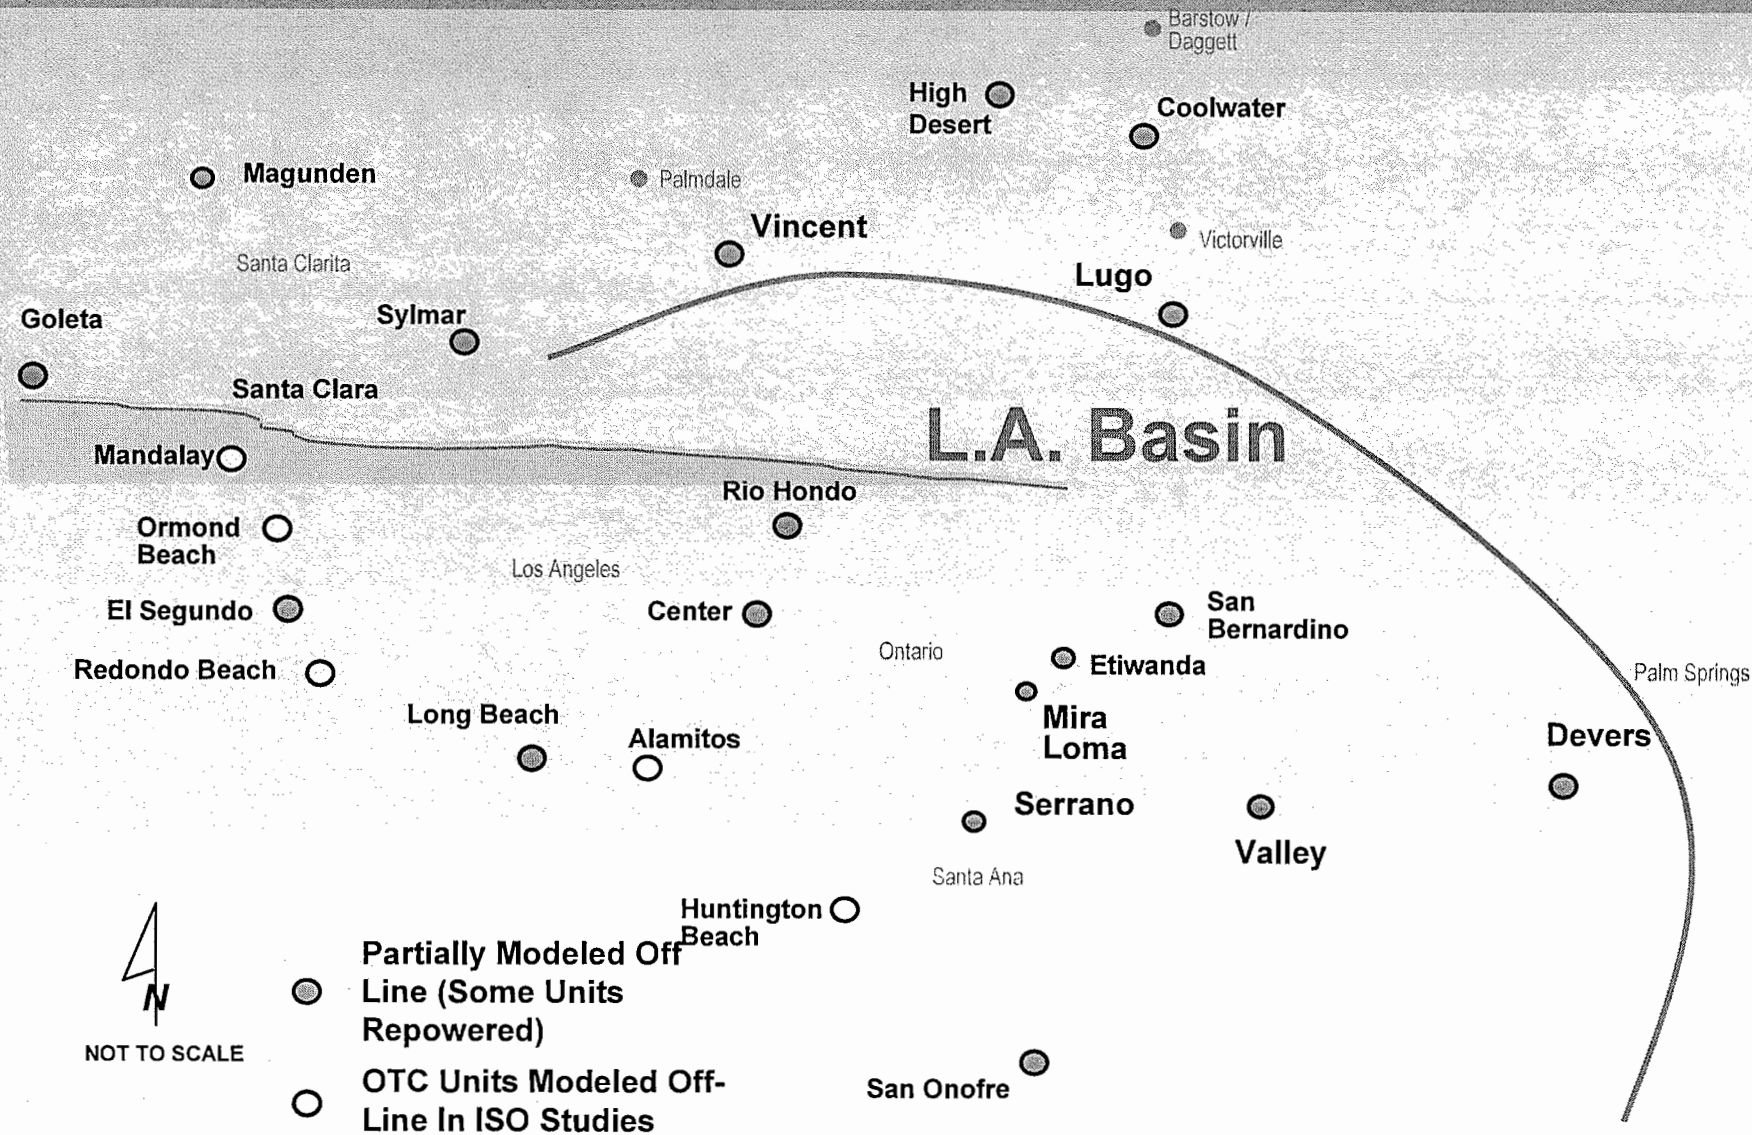 Barstow /
Daggett
High
Desert
Coolwater
Magunden
Palmdale
Vincent
Victorville
Santa Clarita
Lugo
Goleta
Sylmar
Santa Clara
L.A. Basin
Mandalay
Rio Hondo
Ormond
Beach
Los Angeles
El Segundo
Center
San
Bernardino
Ontario
Etiwanda
Redondo Beach
Palm Springs
Long Beach
Mira
Loma
Alamitos
Devers
Serrano
Valley
Santa Ana
Huntington
Beach
Partially Modeled Off
Line (Some Units
Repowered)
N
NOT TO SCALE
OTC Units Modeled Off-
Line In ISO Studies
San Onofre